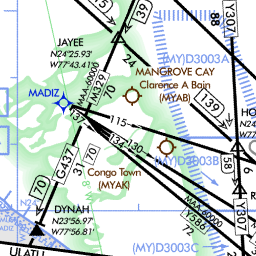 JAYEE
N24°25.93'
W77°43.41'
MADIZ
139
24
MAA-60000
M329
70
MANGROVE CAY
Clarence A Bain
(MYAB)
(MY)D3003A
88
Y307
139
HO
115
137
134
130
(MY)D3003B
G437
31
70
70
Congo Town
(MYAK)
58
6
Y307
DYNAH
N23°56.97'
W77°56.81'
MAA-60000
Y586
72
(MY)D3003C
ULATU